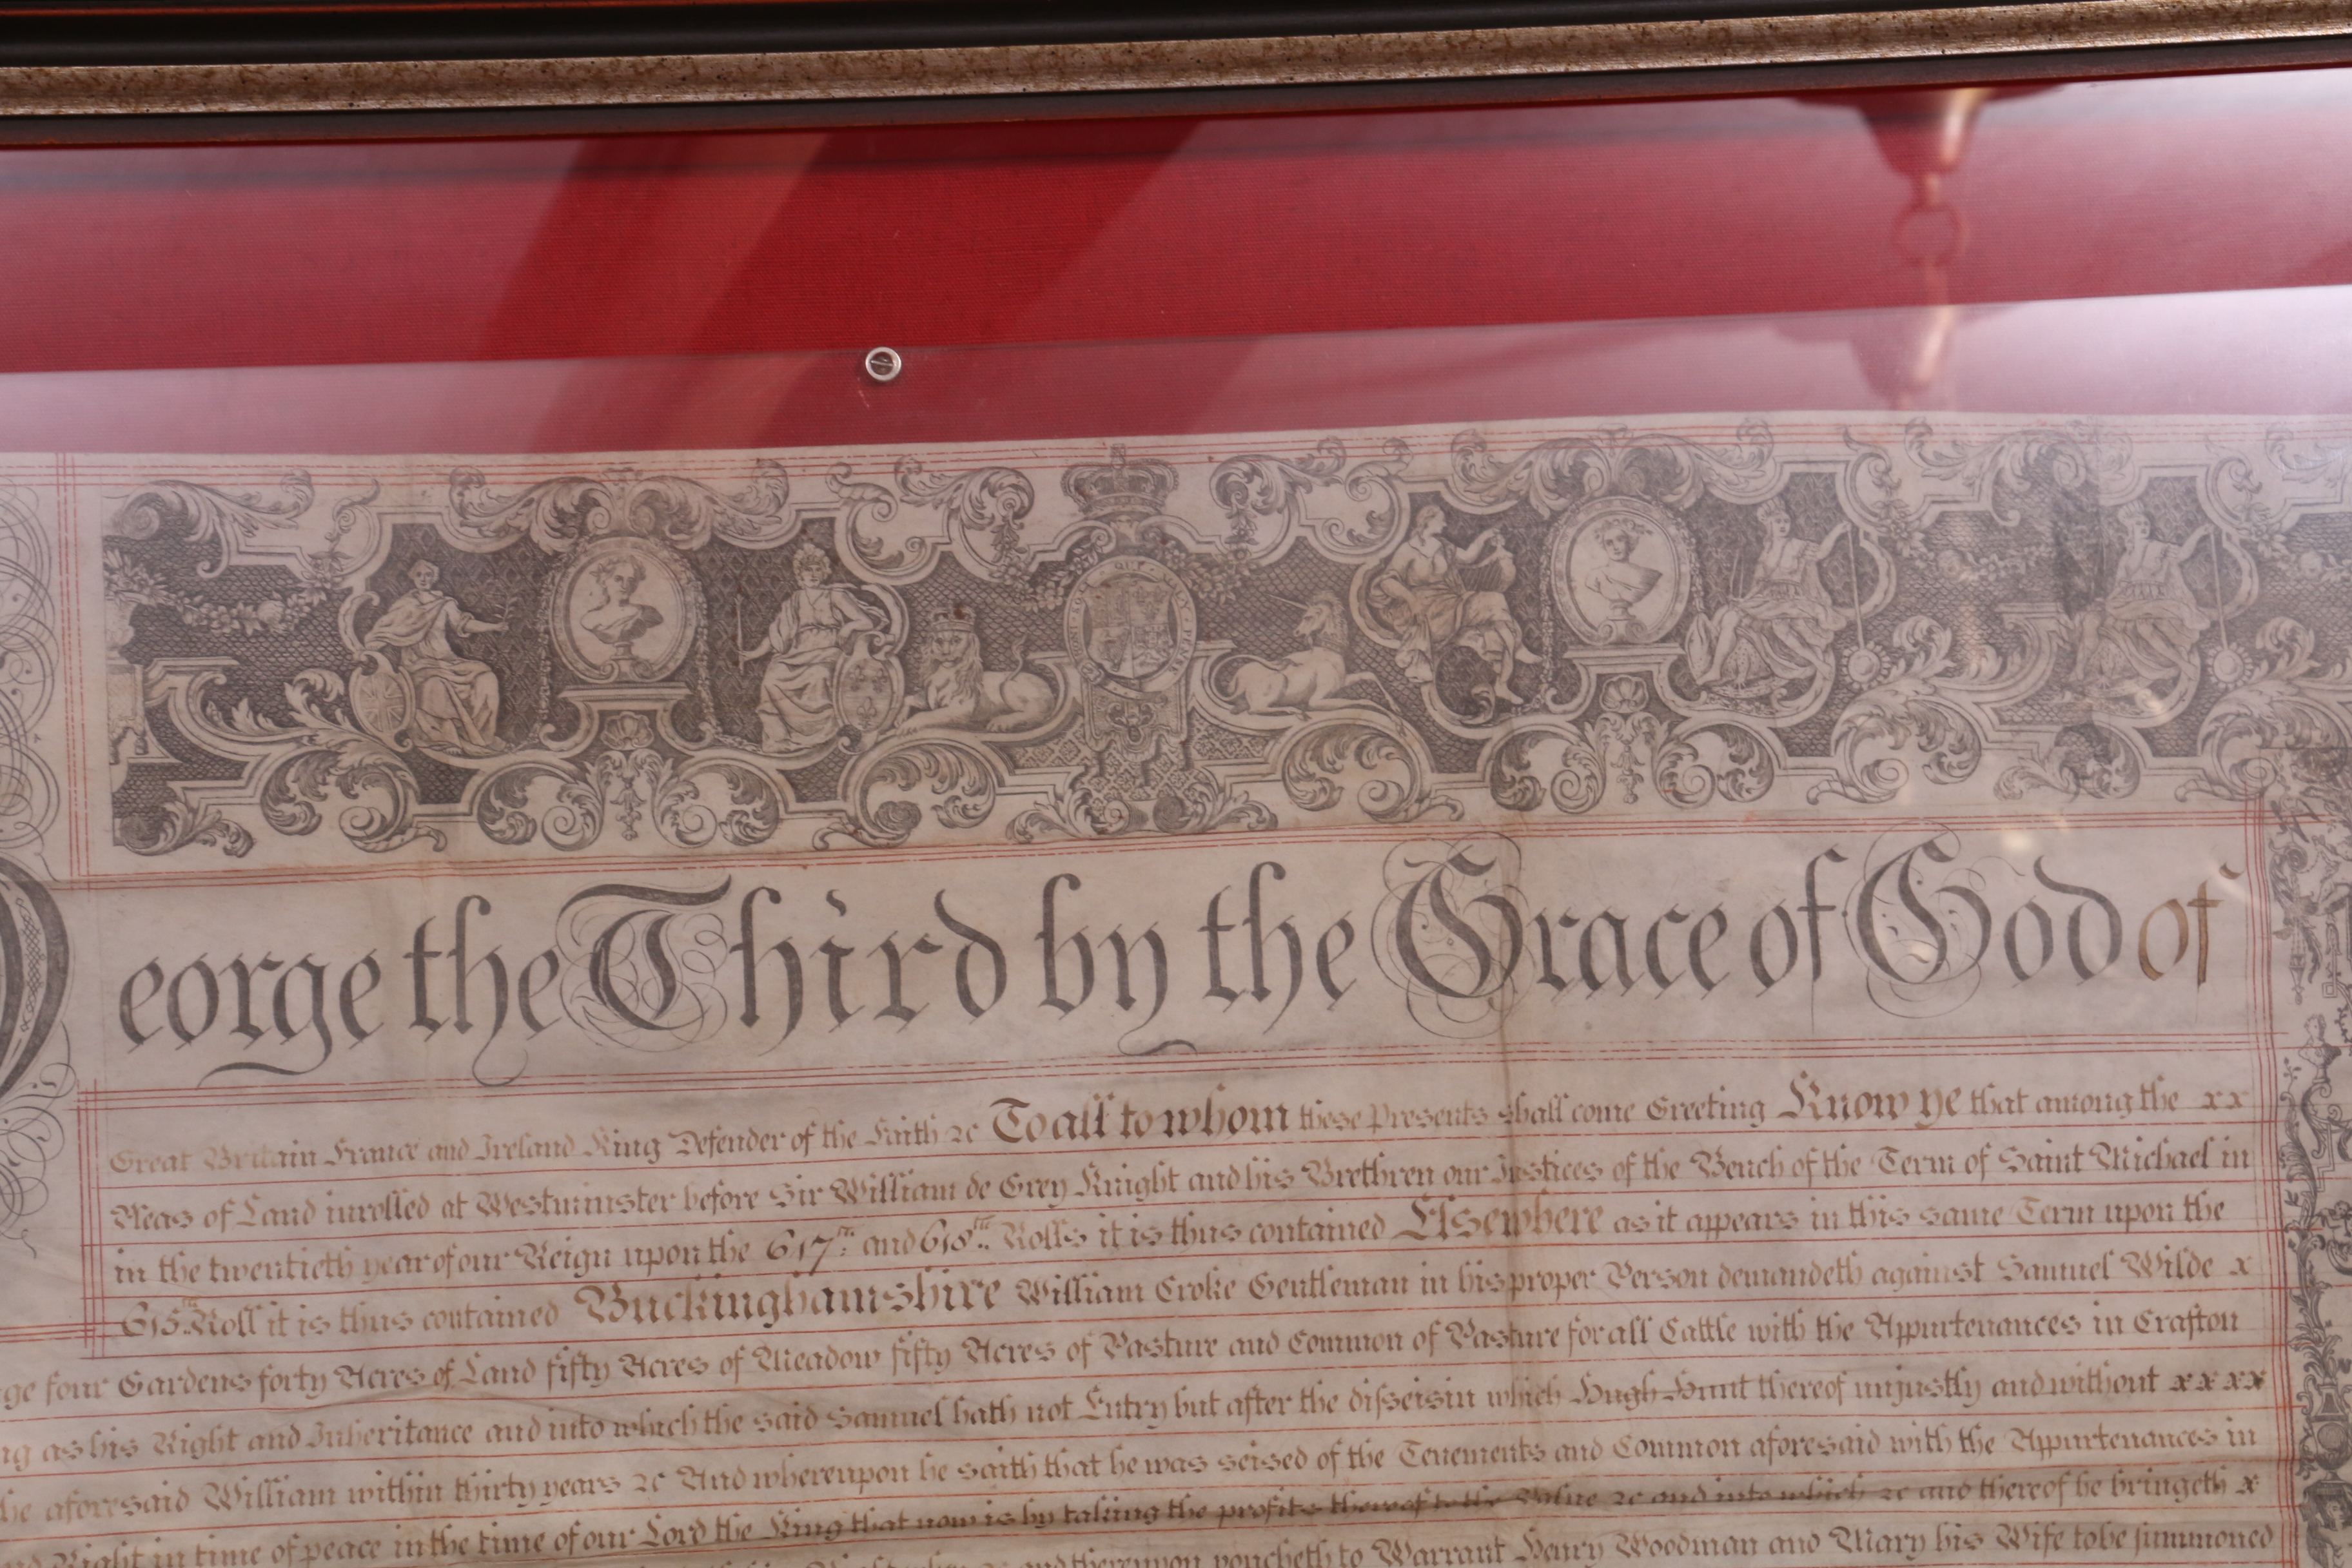 George the Third by the Grace of God of
Great Britain France and Ireland King Defender of the Faith &c To all to whom these Presents shall come Greeting Know ye that among the x x
Pleas of Land inrolled at Westminster before Sir William de Grey Knight and his Brethren our Justices of the Bench of the Term of Saint Michael in
in the twentieth year of our Reign upon the 617th and 618th Rolls it is thus contained Elsewhere as it appears in this same Term upon the
615th Roll it is thus contained Buckinghamshire William Croke Gentleman in his proper Person demandeth against Samuel Wilde x
ge four Gardens forty Acres of Land fifty Acres of Meadow fifty Acres of Pasture and Common of Pasture for all Cattle with the Appurtenances in Crafton
ng as his Right and Inheritance and into which the said Samuel hath not Entry but after the disseisin which Hugh Hunt thereof unjustly and without x x x x
he aforesaid William within thirty years &c And whereupon he saith that he was seised of the Tenements and Common aforesaid with the Appurtenances in
nd Right in time of peace in the time of our Lord the King that now is by taking the profits thereof to the Value &c and into which &c and thereof he bringeth x
and thereupon voucheth to Warrant Henry Woodman and Mary his Wife to be summoned